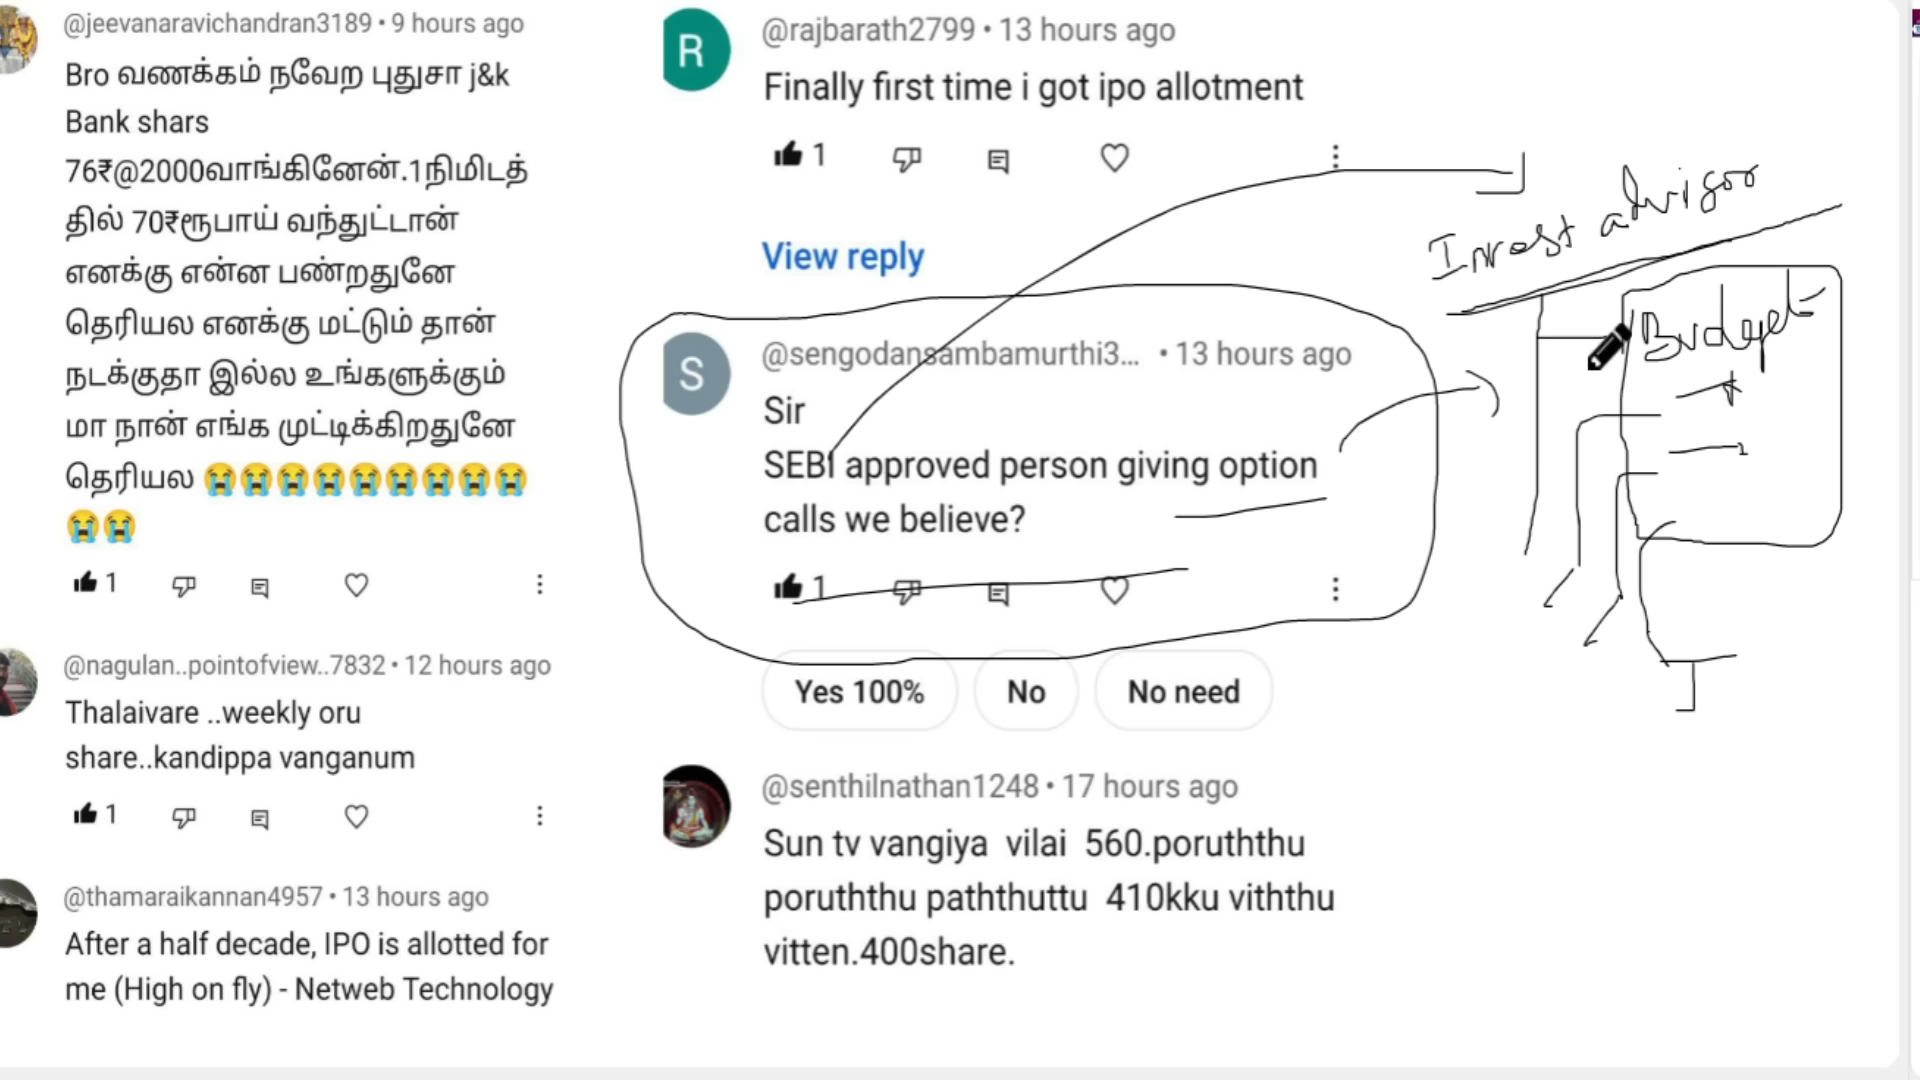 @jeevanaravichandran3189 • 9 hours ago
Bro வணக்கம் நவேற புதுசா j&k
Bank shars
76₹@2000வாங்கினேன்.1நிமிடத்
தில் 70₹ரூபாய் வந்துட்டான்
எனக்கு என்ன பண்றதுனே
தெரியல எனக்கு மட்டும் தான்
நடக்குதா இல்ல உங்களுக்கும்
மா நான் எங்க முட்டிக்கிறதுனே
தெரியல 😭😭😭😭😭😭😭😭😭
😭😭
1
@nagulan..pointofview..7832 • 12 hours ago
Thalaivare ..weekly oru
share..kandippa vanganum
1
@thamaraikannan4957 • 13 hours ago
After a half decade, IPO is allotted for
me (High on fly) - Netweb Technology
R
@rajbarath2799 • 13 hours ago
Finally first time i got ipo allotment
1
View reply
S
@sengodansambamurthi3... • 13 hours ago
Sir
SEBI approved person giving option
calls we believe?
1
Yes 100%
No
No need
@senthilnathan1248 • 17 hours ago
Sun tv vangiya vilai 560.poruththu
poruththu paththuttu 410kku viththu
vitten.400share.
Invest advisor
Budget